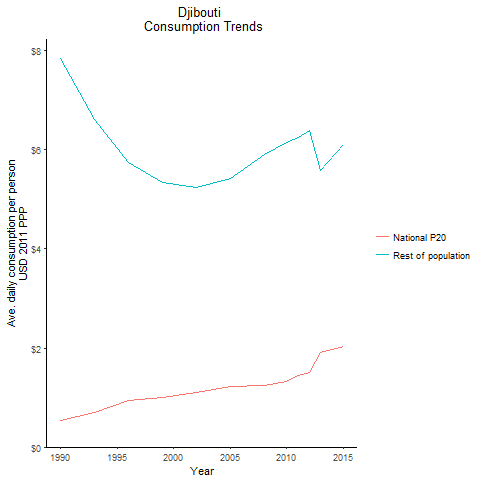 Djibouti
Consumption Trends
$8
$6
$4
$2
$0
1990
1995
2000
2005
2010
2015
Year
Ave. daily consumption per person
USD 2011 PPP
National P20
Rest of population